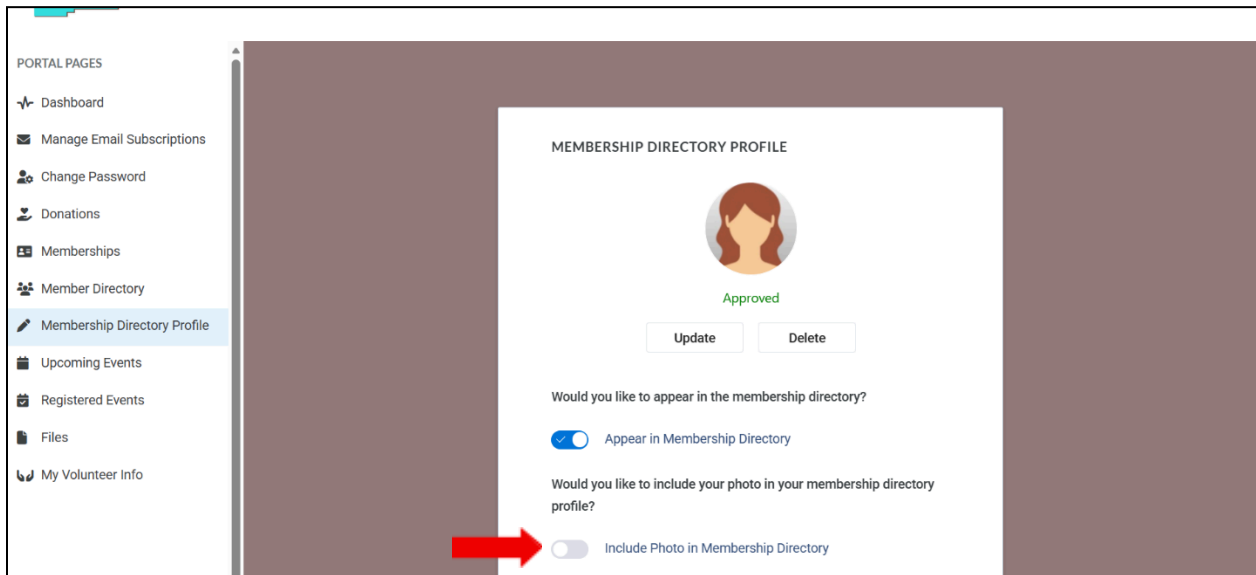 PORTAL PAGES
Dashboard
Manage Email Subscriptions
Change Password
Donations
Memberships
Member Directory
Membership Directory Profile
Upcoming Events
Registered Events
Files
My Volunteer Info
MEMBERSHIP DIRECTORY PROFILE
Approved
Update
Delete
Would you like to appear in the membership directory?
Appear in Membership Directory
Would you like to include your photo in your membership directory
profile?
Include Photo in Membership Directory